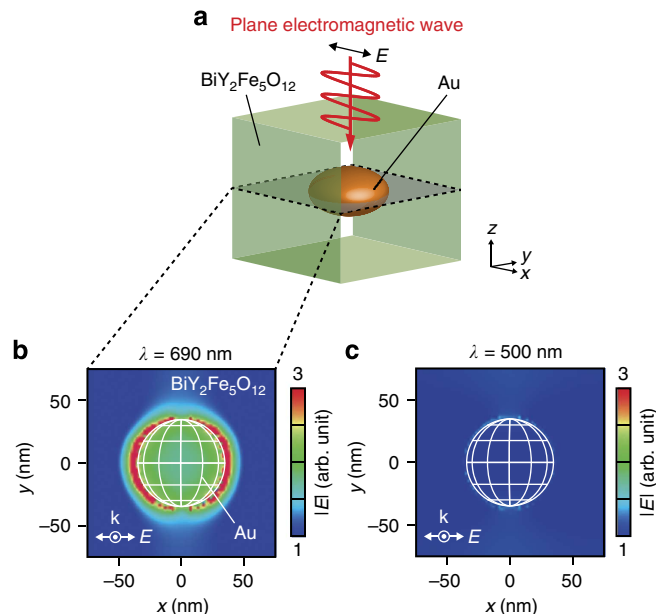 a
Plane electromagnetic wave
E
BiY₂Fe₅O₁₂
Au
z
y
x
b
λ = 690 nm
BiY₂Fe₅O₁₂
50
0
–50
y (nm)
k
E
Au
–50 0 50
x (nm)
3
1
|E| (arb. unit)
c
λ = 500 nm
50
0
–50
y (nm)
k
E
–50 0 50
x (nm)
3
1
|E| (arb. unit)